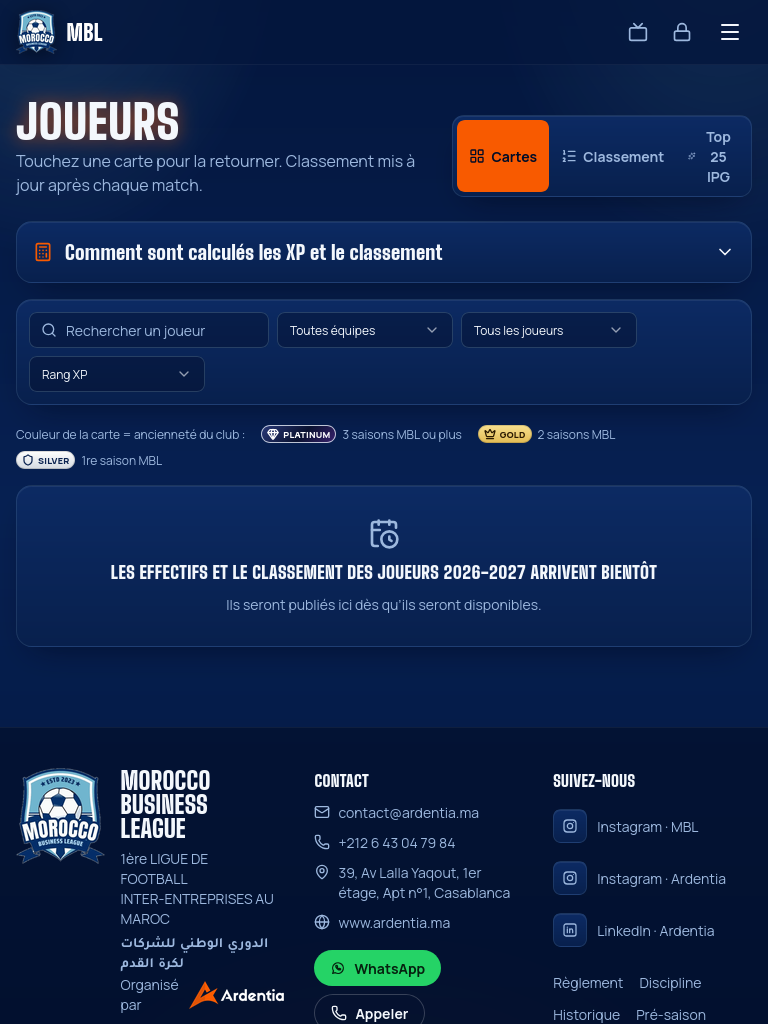 MOROCCO
MBL
JOUEURS
Touchez une carte pour la retourner. Classement mis à
jour après chaque match.
Cartes
Classement
Top
25
IPG
Comment sont calculés les XP et le classement
Rechercher un joueur
Toutes équipes
Tous les joueurs
Rang XP
Couleur de la carte = ancienneté du club :
PLATINUM
3 saisons MBL ou plus
GOLD
2 saisons MBL
SILVER
1re saison MBL
LES EFFECTIFS ET LE CLASSEMENT DES JOUEURS 2026-2027 ARRIVENT BIENTÔT
Ils seront publiés ici dès qu'ils seront disponibles.
ESTD 2022
MOROCCO
BUSINESS LEAGUE
MOROCCO
BUSINESS
LEAGUE
1ère LIGUE DE
FOOTBALL
INTER-ENTREPRISES AU
MAROC
الدوري الوطني للشركات
لكرة القدم
Organisé
par
Ardentia
CONTACT
contact@ardentia.ma
+212 6 43 04 79 84
39, Av Lalla Yaqout, 1er
étage, Apt n°1, Casablanca
www.ardentia.ma
WhatsApp
Appeler
SUIVEZ-NOUS
Instagram · MBL
Instagram · Ardentia
LinkedIn · Ardentia
Règlement
Discipline
Historique
Pré-saison